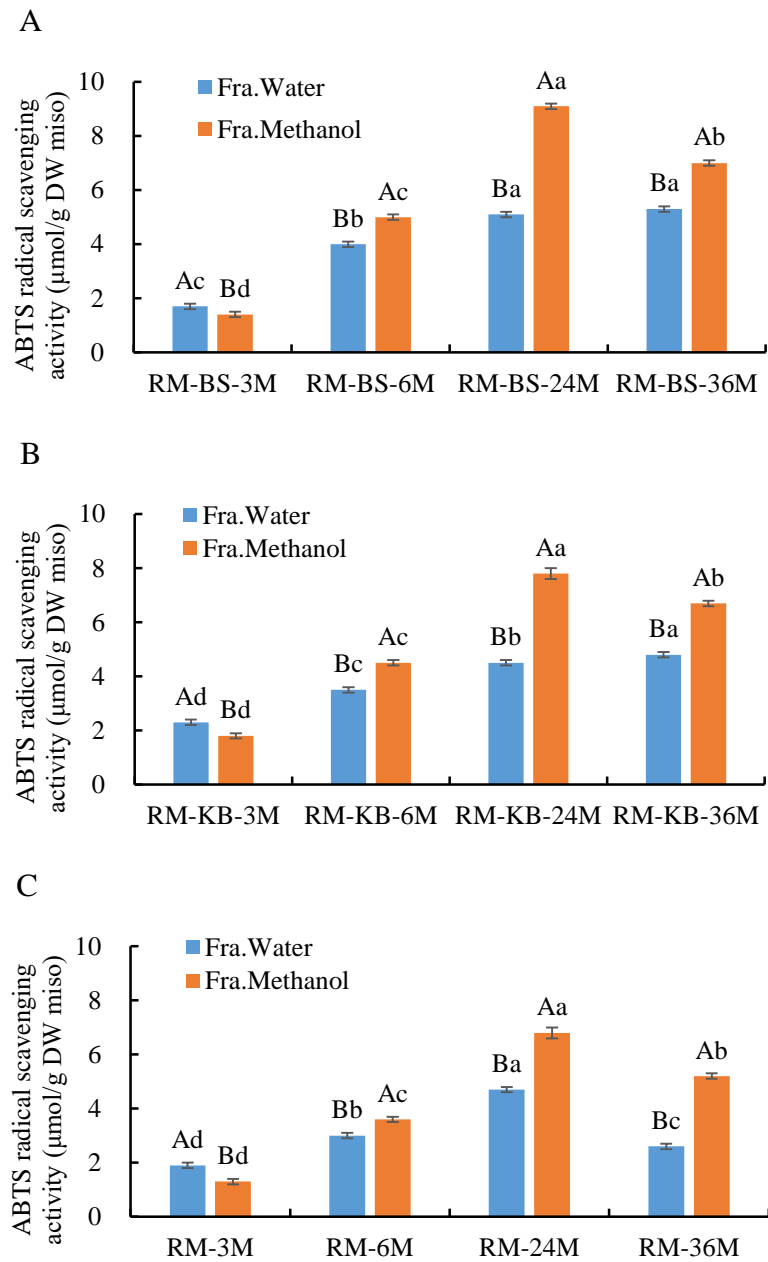 A
ABTS radical scavenging
activity (μmol/g DW miso)
10
8
6
4
2
0
Fra.Water
Fra.Methanol
Ac
Bd
Bb
Ac
Ba
Aa
Ba
Ab
RM-BS-3M
RM-BS-6M
RM-BS-24M
RM-BS-36M
B
ABTS radical scavenging
activity (μmol/g DW miso)
10
8
6
4
2
0
Fra.Water
Fra.Methanol
Ad
Bd
Bc
Ac
Bb
Aa
Ba
Ab
RM-KB-3M
RM-KB-6M
RM-KB-24M
RM-KB-36M
C
ABTS radical scavenging
activity (μmol/g DW miso)
10
8
6
4
2
0
Fra.Water
Fra.Methanol
Ad
Bd
Bb
Ac
Ba
Aa
Bc
Ab
RM-3M
RM-6M
RM-24M
RM-36M